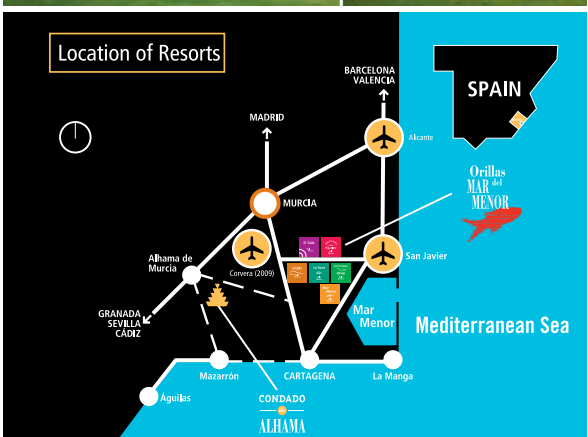 Location of Resorts
BARCELONA
VALENCIA
SPAIN
MADRID
Alicante
Orillas
MAR del
MENOR
MURCIA
Corvera (2009)
San Javier
Alhama de
Murcia
GRANADA
SEVILLA
CÁDIZ
Mar
Menor
Mediterranean Sea
Mazarrón
CARTAGENA
La Manga
Águilas
CONDADO
de
ALHAMA